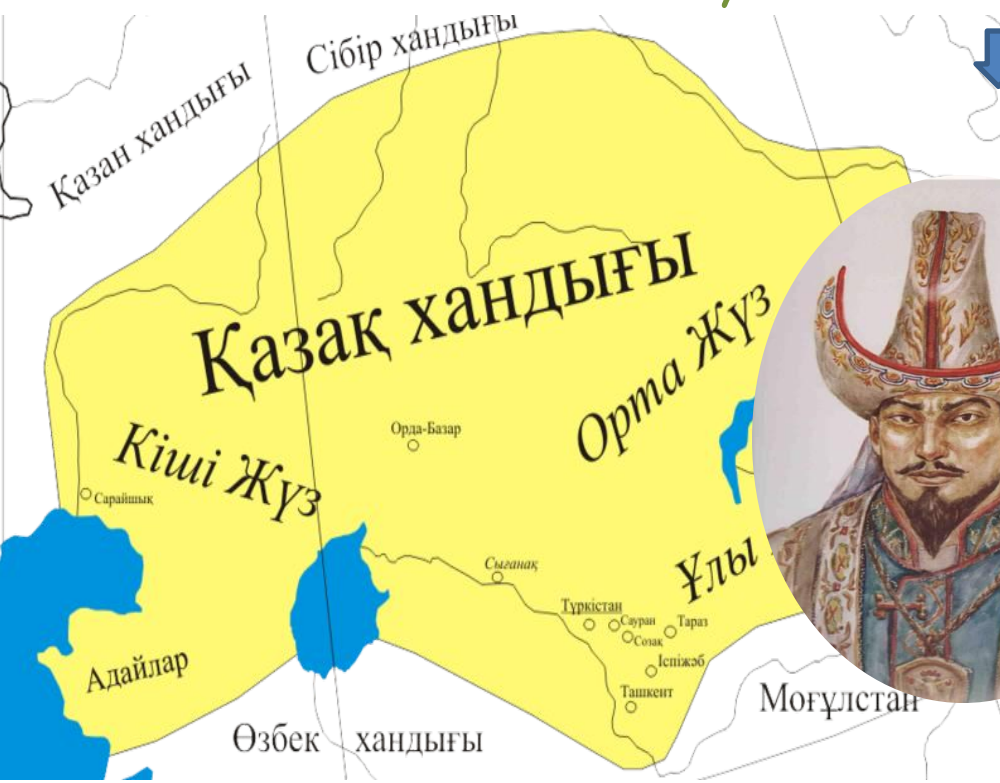 Сібір хандығы
Қазан хандығы
Қазақ хандығы
Орта Жүз
Кіші Жүз
Орда-Базар
Сарайшық
Сығанақ
Ұлы
Түркістан
Сауран
Тараз
Созақ
Іспіжәб
Ташкент
Адайлар
Моғұлстан
Өзбек хандығы